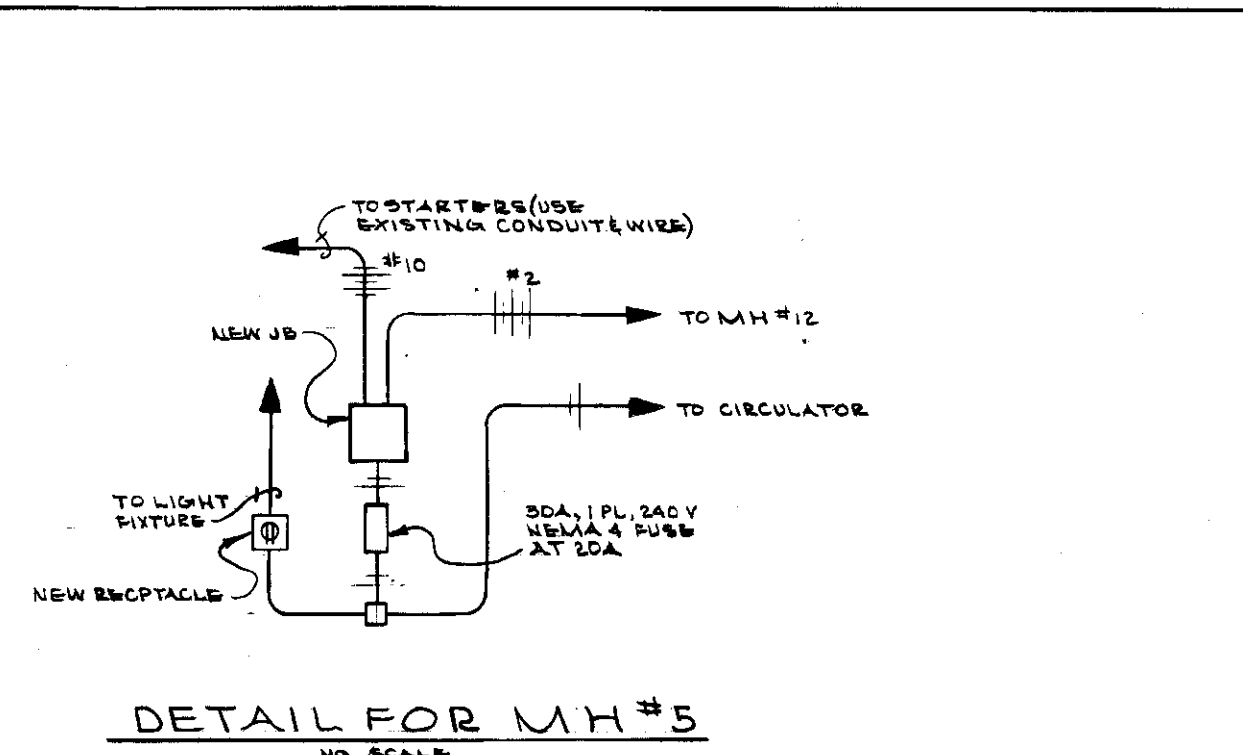 TO STARTERS (USE
EXISTING CONDUIT & WIRE)
#10
#2
NEW JB
TO MH #12
TO CIRCULATOR
TO LIGHT
FIXTURE
30A, 1 PL, 240 V
NEMA 4 FUSE
AT 20A
NEW RECPTACLE
DETAIL FOR MH #5
NO SCALE